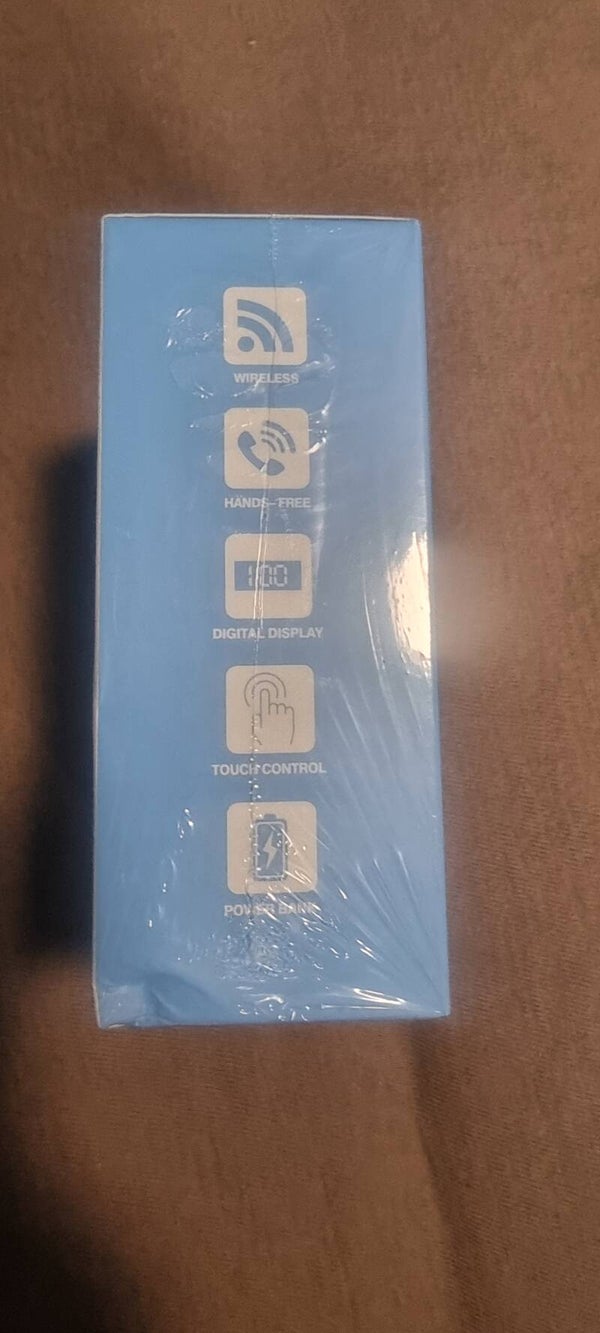 WIRELESS
HANDS-FREE
100
DIGITAL DISPLAY
TOUCH CONTROL
POWER BANK